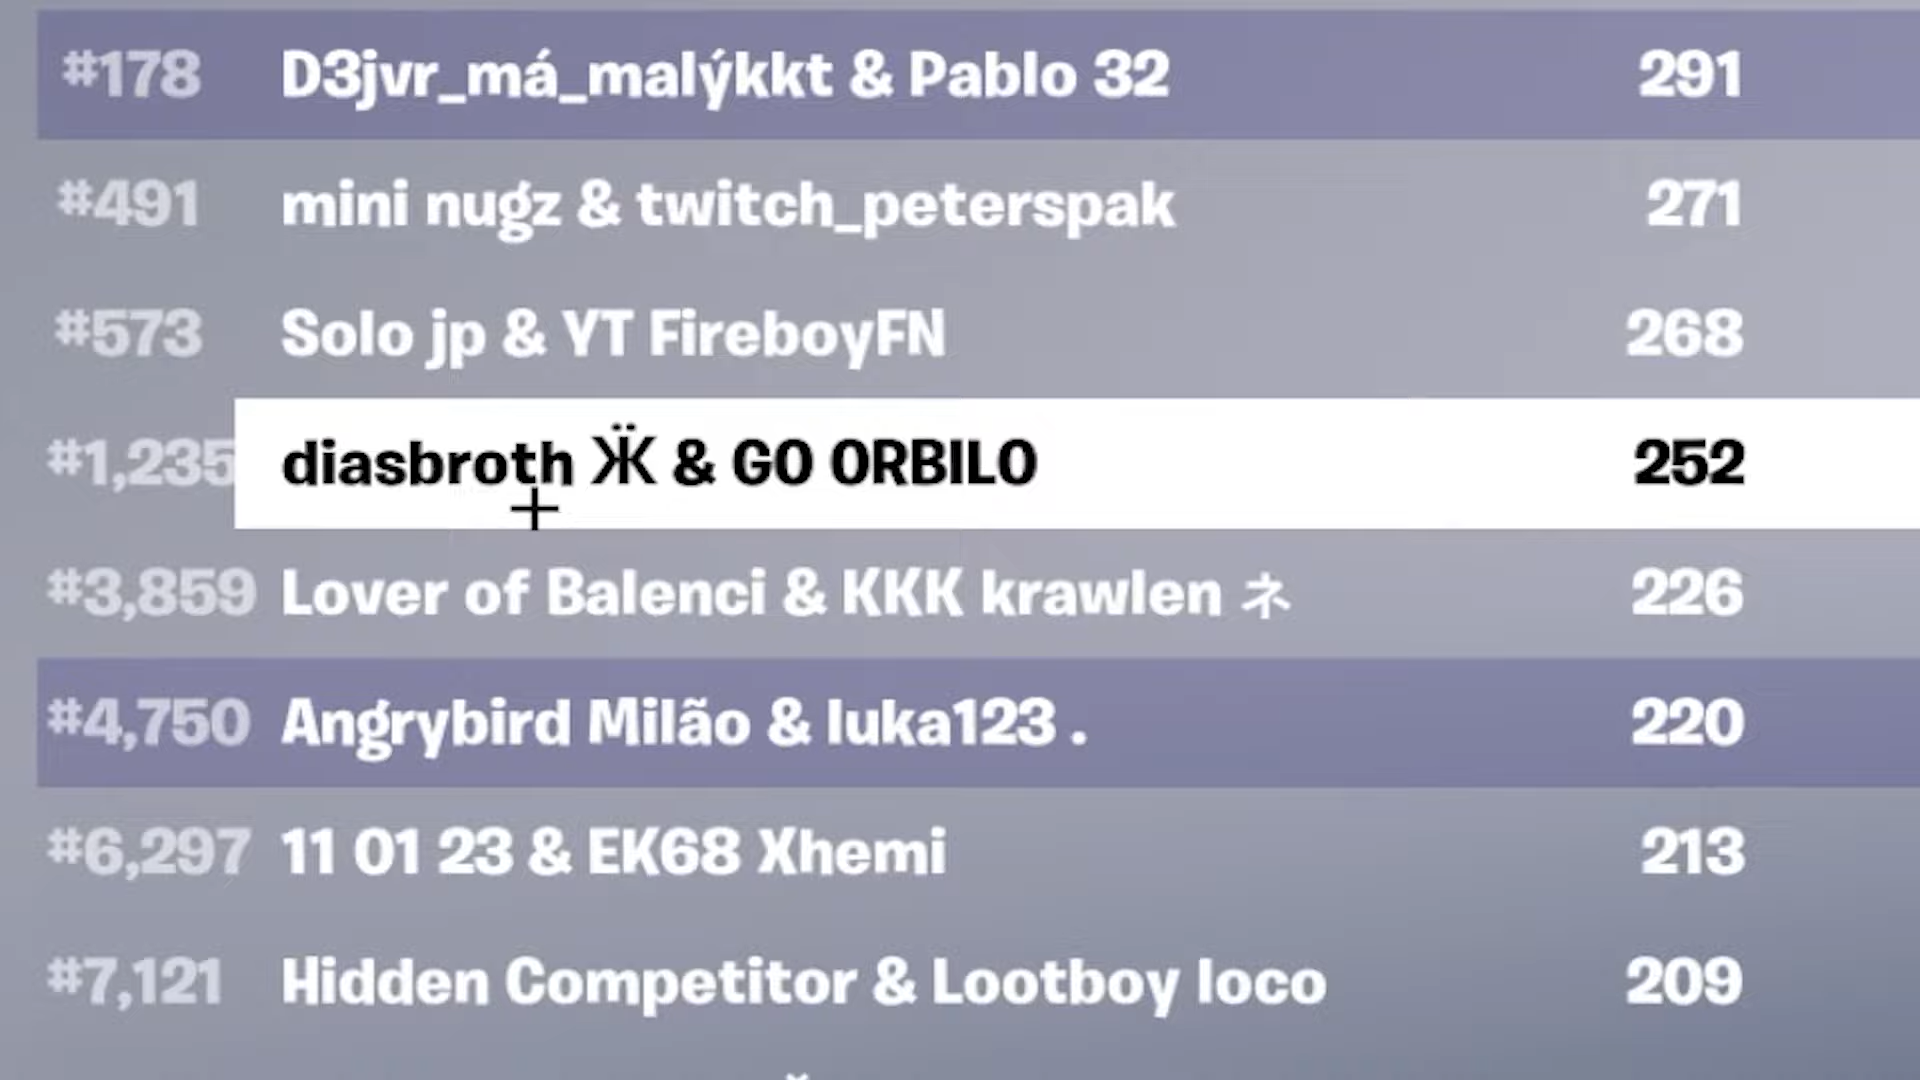 #178 D3jvr_má_malýkkt & Pablo 32 291
#491 mini nugz & twitch_peterspak 271
#573 Solo jp & YT FireboyFN 268
#1,235 diasbroth Ӝ & GO ORBILO 252
#3,859 Lover of Balenci & KKK krawlen ネ 226
#4,750 Angrybird Milão & luka123 . 220
#6,297 11 01 23 & EK68 Xhemi 213
#7,121 Hidden Competitor & Lootboy loco 209